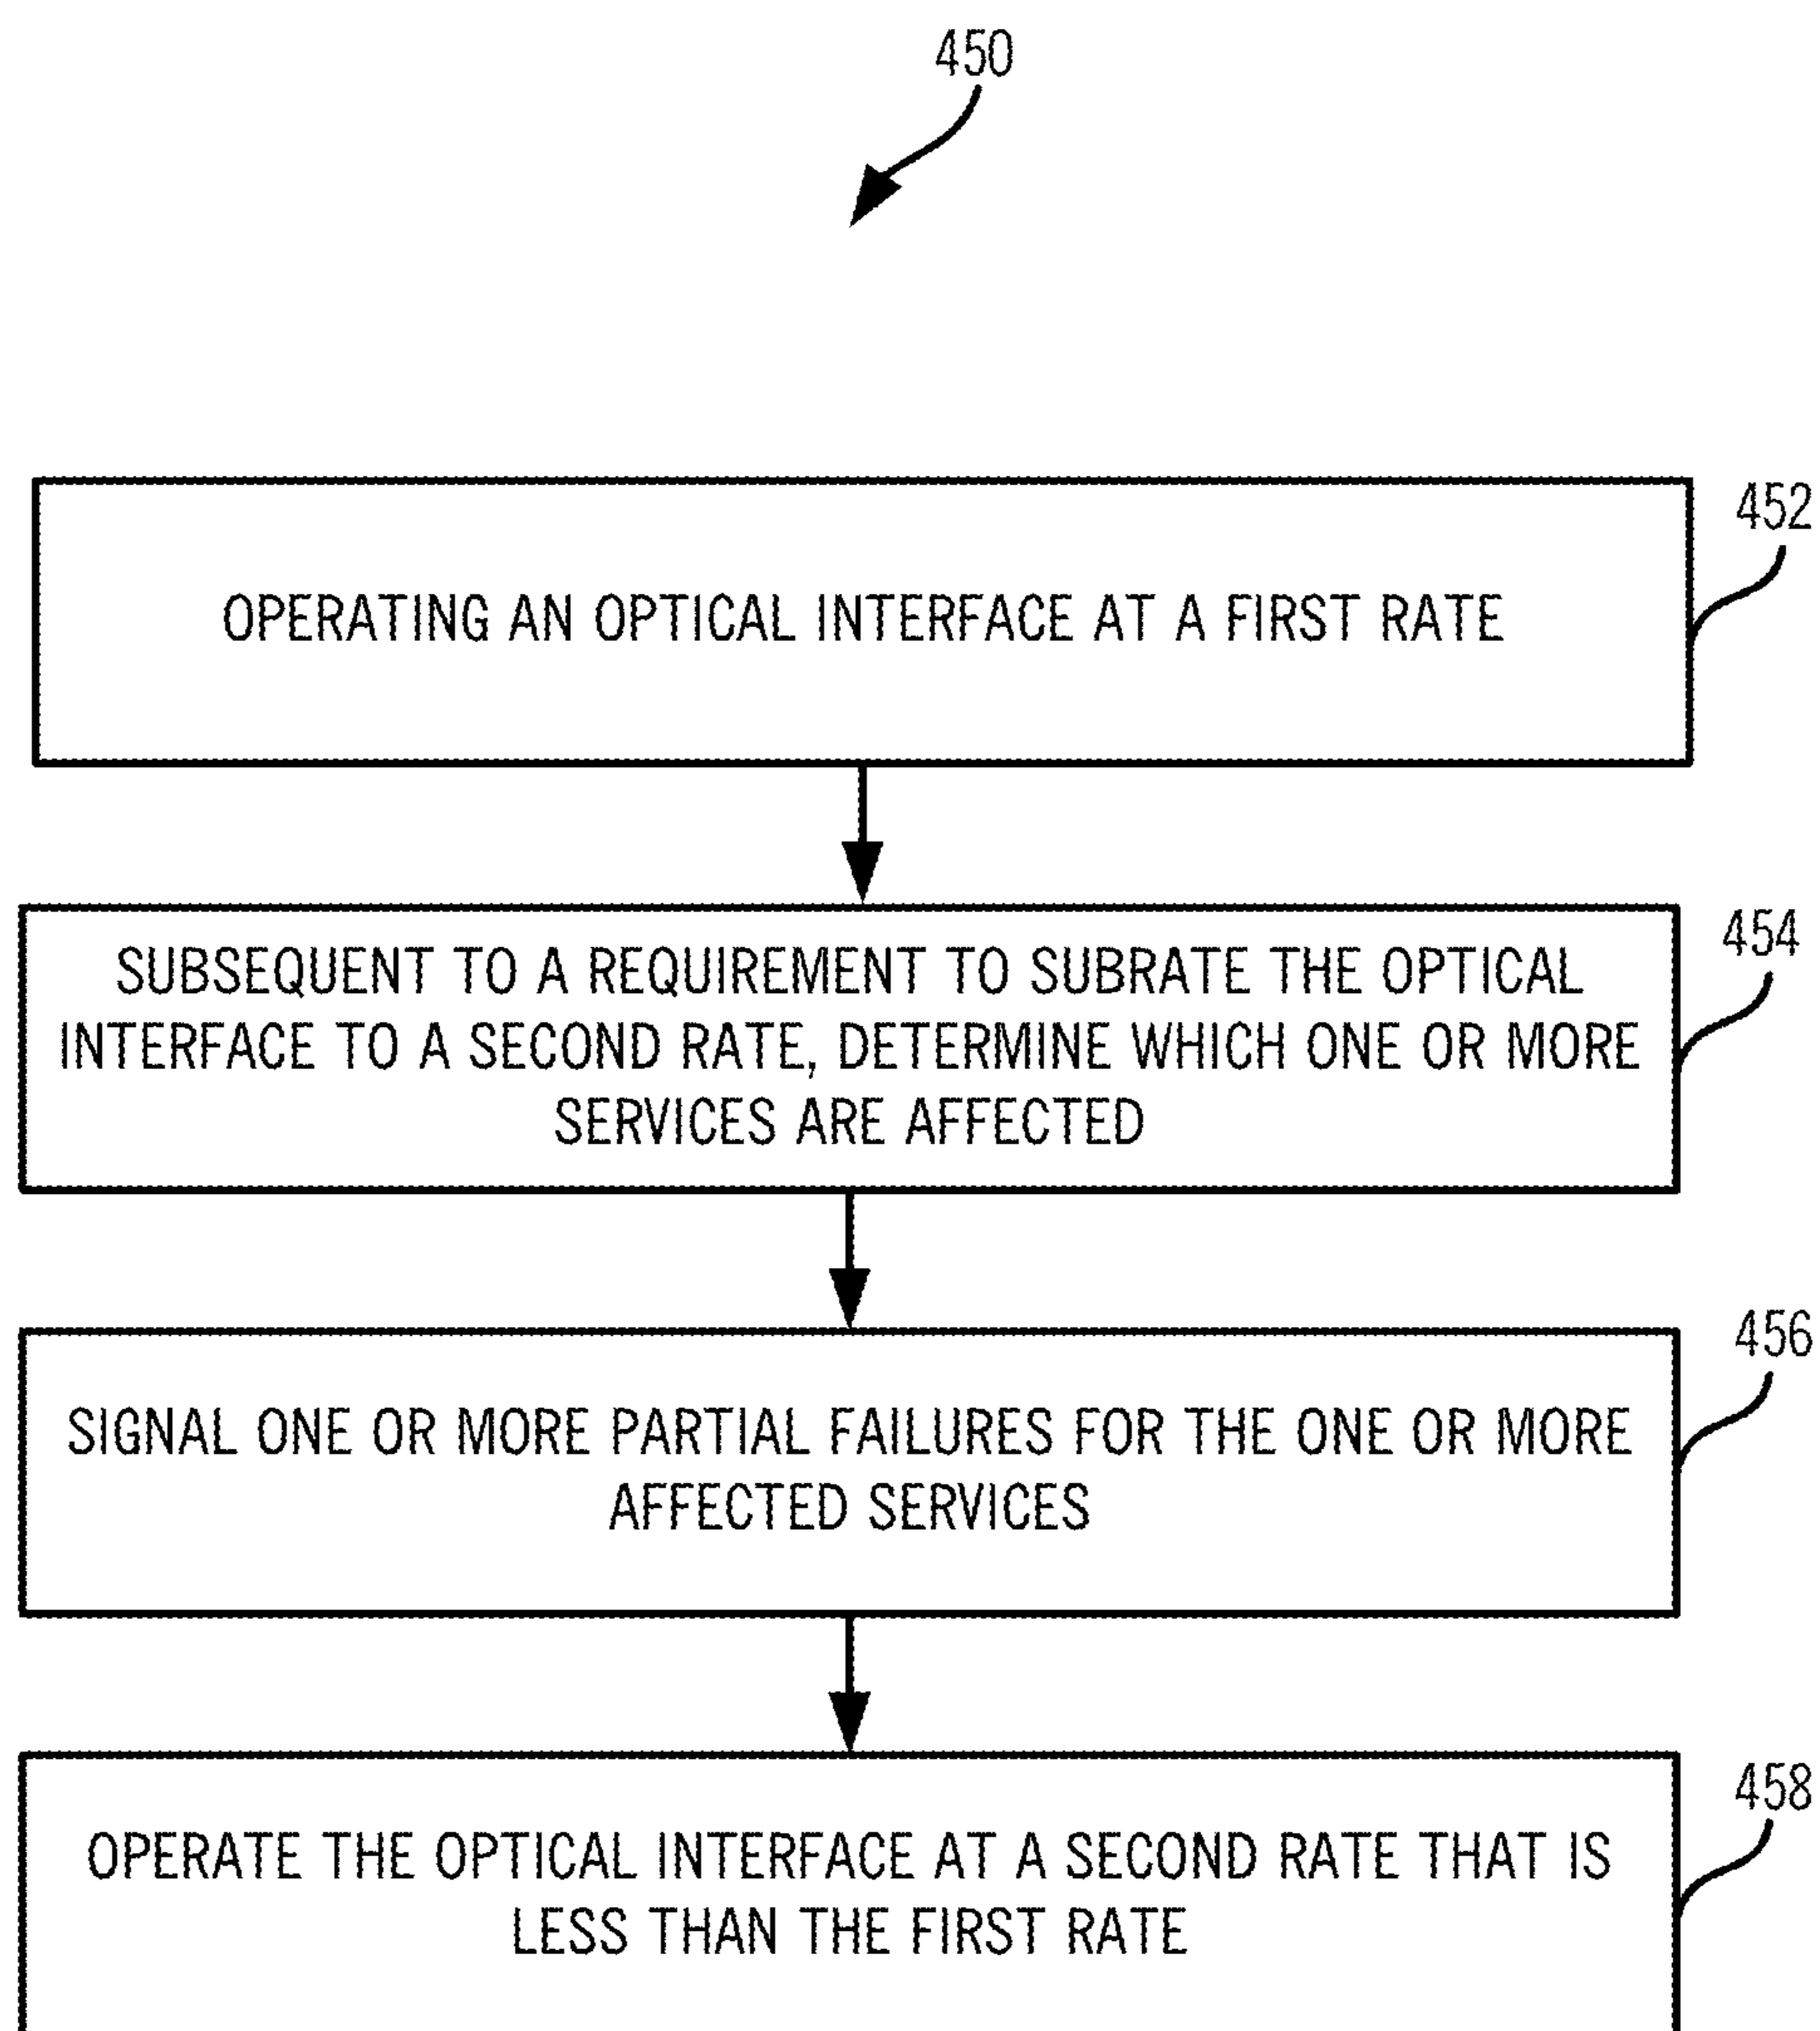 450
452
OPERATING AN OPTICAL INTERFACE AT A FIRST RATE
454
SUBSEQUENT TO A REQUIREMENT TO SUBRATE THE OPTICAL
INTERFACE TO A SECOND RATE, DETERMINE WHICH ONE OR MORE
SERVICES ARE AFFECTED
456
SIGNAL ONE OR MORE PARTIAL FAILURES FOR THE ONE OR MORE
AFFECTED SERVICES
458
OPERATE THE OPTICAL INTERFACE AT A SECOND RATE THAT IS
LESS THAN THE FIRST RATE